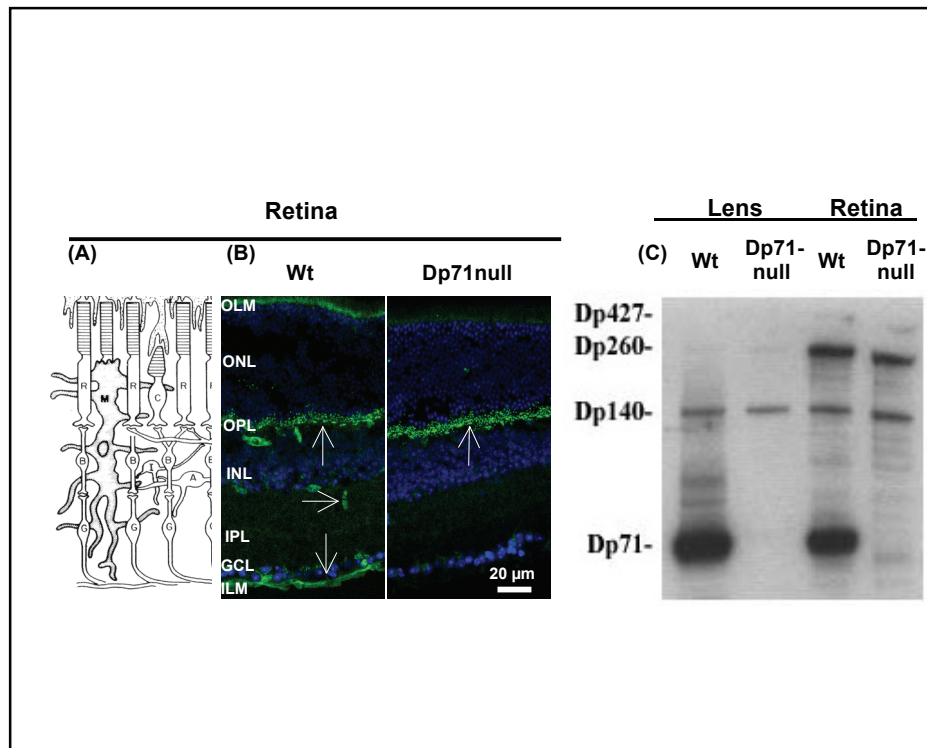 Retina
Lens Retina
(A) (B) Wt Dp71null
(C) Wt Dp71-null Wt Dp71-null
OLM
ONL
OPL
INL
IPL
GCL
ILM
20 µm
R M R C R R
B B B B
I A
G G G G
Dp427-
Dp260-
Dp140-
Dp71-